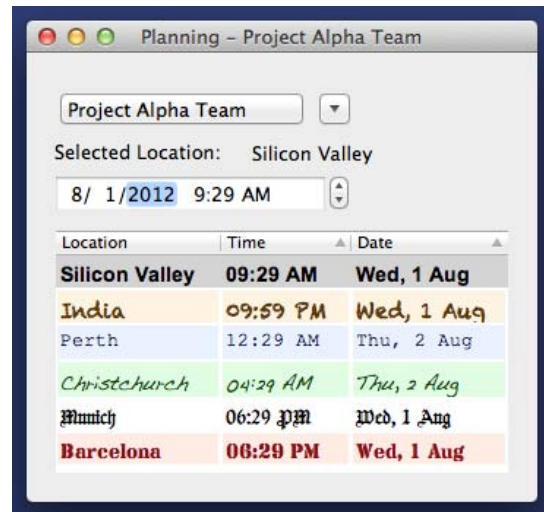 Planning – Project Alpha Team
Project Alpha Team
Selected Location: Silicon Valley
8/ 1/2012 9:29 AM
Location Time Date
Silicon Valley 09:29 AM Wed, 1 Aug
India 09:59 PM Wed, 1 Aug
Perth 12:29 AM Thu, 2 Aug
Christchurch 04:29 AM Thu, 2 Aug
Munich 06:29 PM Wed, 1 Aug
Barcelona 06:29 PM Wed, 1 Aug